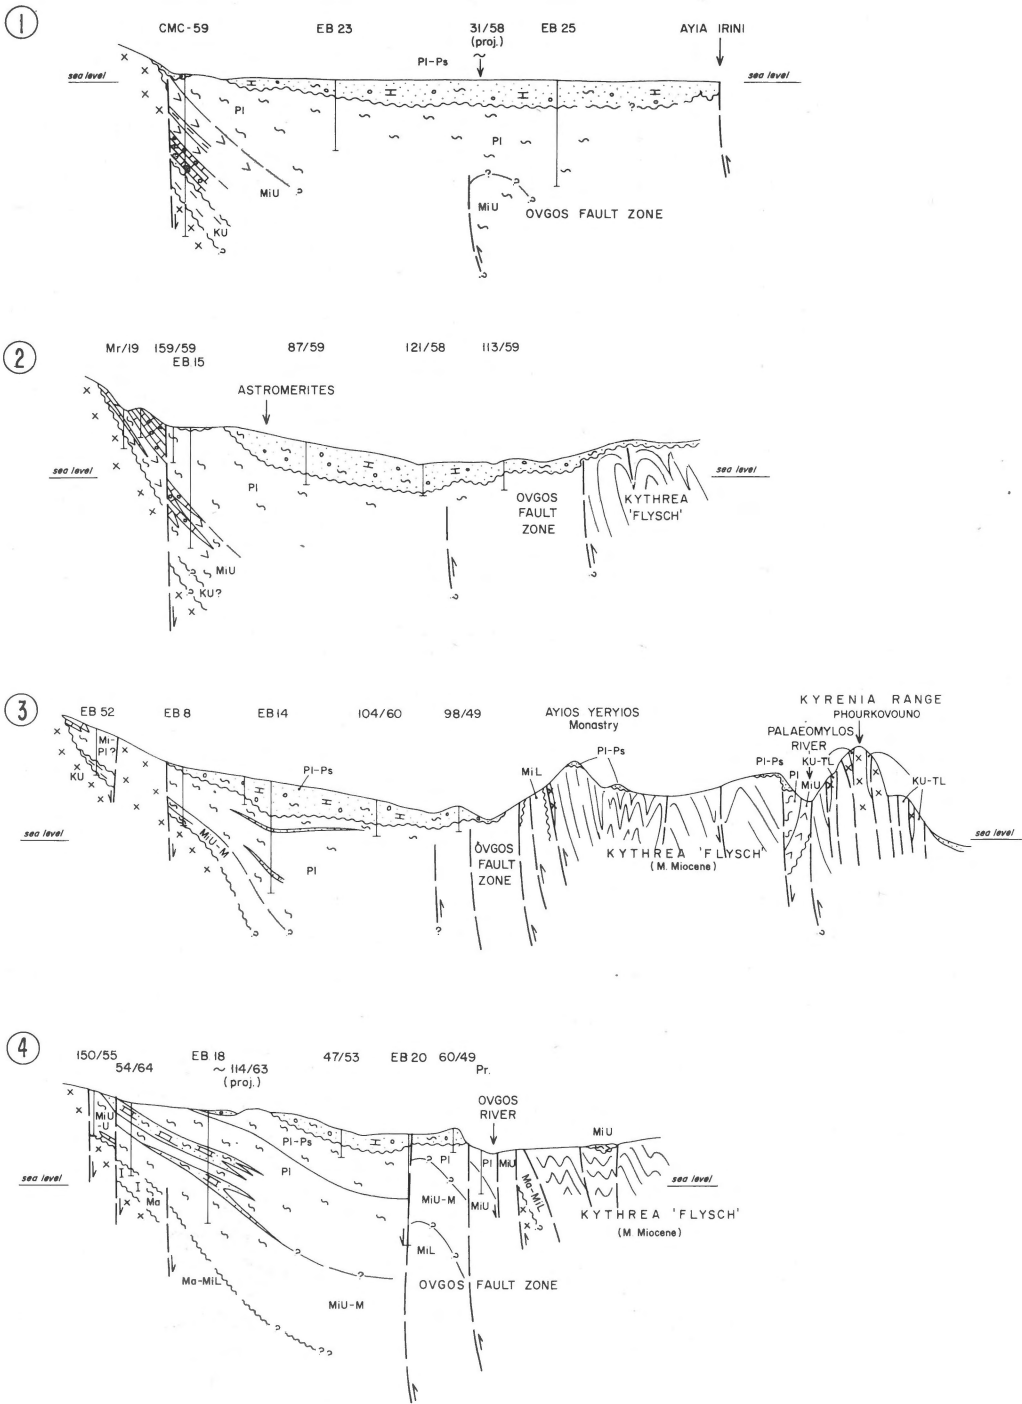 1
CMC-59 EB 23 31/58 EB 25 AYIA IRINI
(proj.)
~
Pl-Ps
sea level sea level
Pl
Pl
MiU
MiU
OVGOS FAULT ZONE
KU
?
?
2
Mr/19 159/59 87/59 121/58 113/59
EB 15
ASTROMERITES
sea level sea level
Pl
OVGOS
FAULT
ZONE
KYTHREA
'FLYSCH'
MiU
KU?
3
EB 52 EB 8 EB 14 104/60 98/49 AYIOS YERYIOS
Monastry
KYRENIA RANGE
PHOURKOVOUNO
PALAEOMYLOS
RIVER
Mi-
Pl?
KU
Pl-Ps
Pl-Ps
MiL
Pl-Ps
Pl
MiU
KU-TL
KU-TL
sea level sea level
MiU-M
Pl
OVGOS
FAULT
ZONE
KYTHREA 'FLYSCH'
(M. Miocene)
?
4
150/55 EB 18 47/53 EB 20 60/49
54/64 ~ 114/63 Pr.
(proj.)
OVGOS
RIVER
MiU
-U
MiU
Pl-Ps
Pl
Pl
Pl
MiU
sea level sea level
Ma
MiU-M
MiU
Ma-MiL
KYTHREA 'FLYSCH'
(M. Miocene)
MiL
Ma-MiL
OVGOS FAULT ZONE
MiU-M
?
??